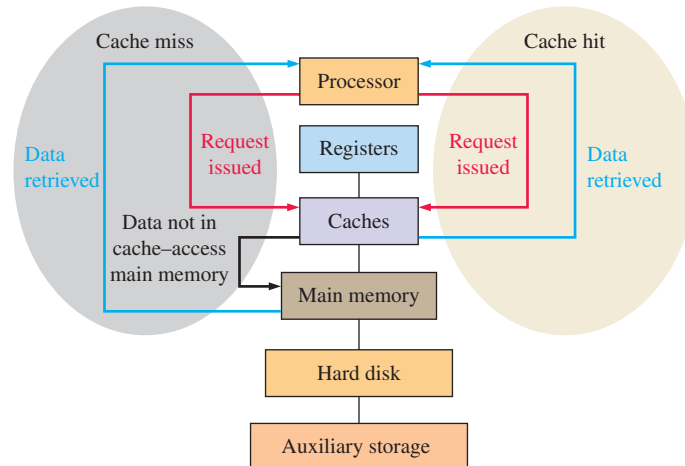 Cache miss
Cache hit
Processor
Request
issued
Registers
Request
issued
Data
retrieved
Data
retrieved
Caches
Data not in
cache–access
main memory
Main memory
Hard disk
Auxiliary storage